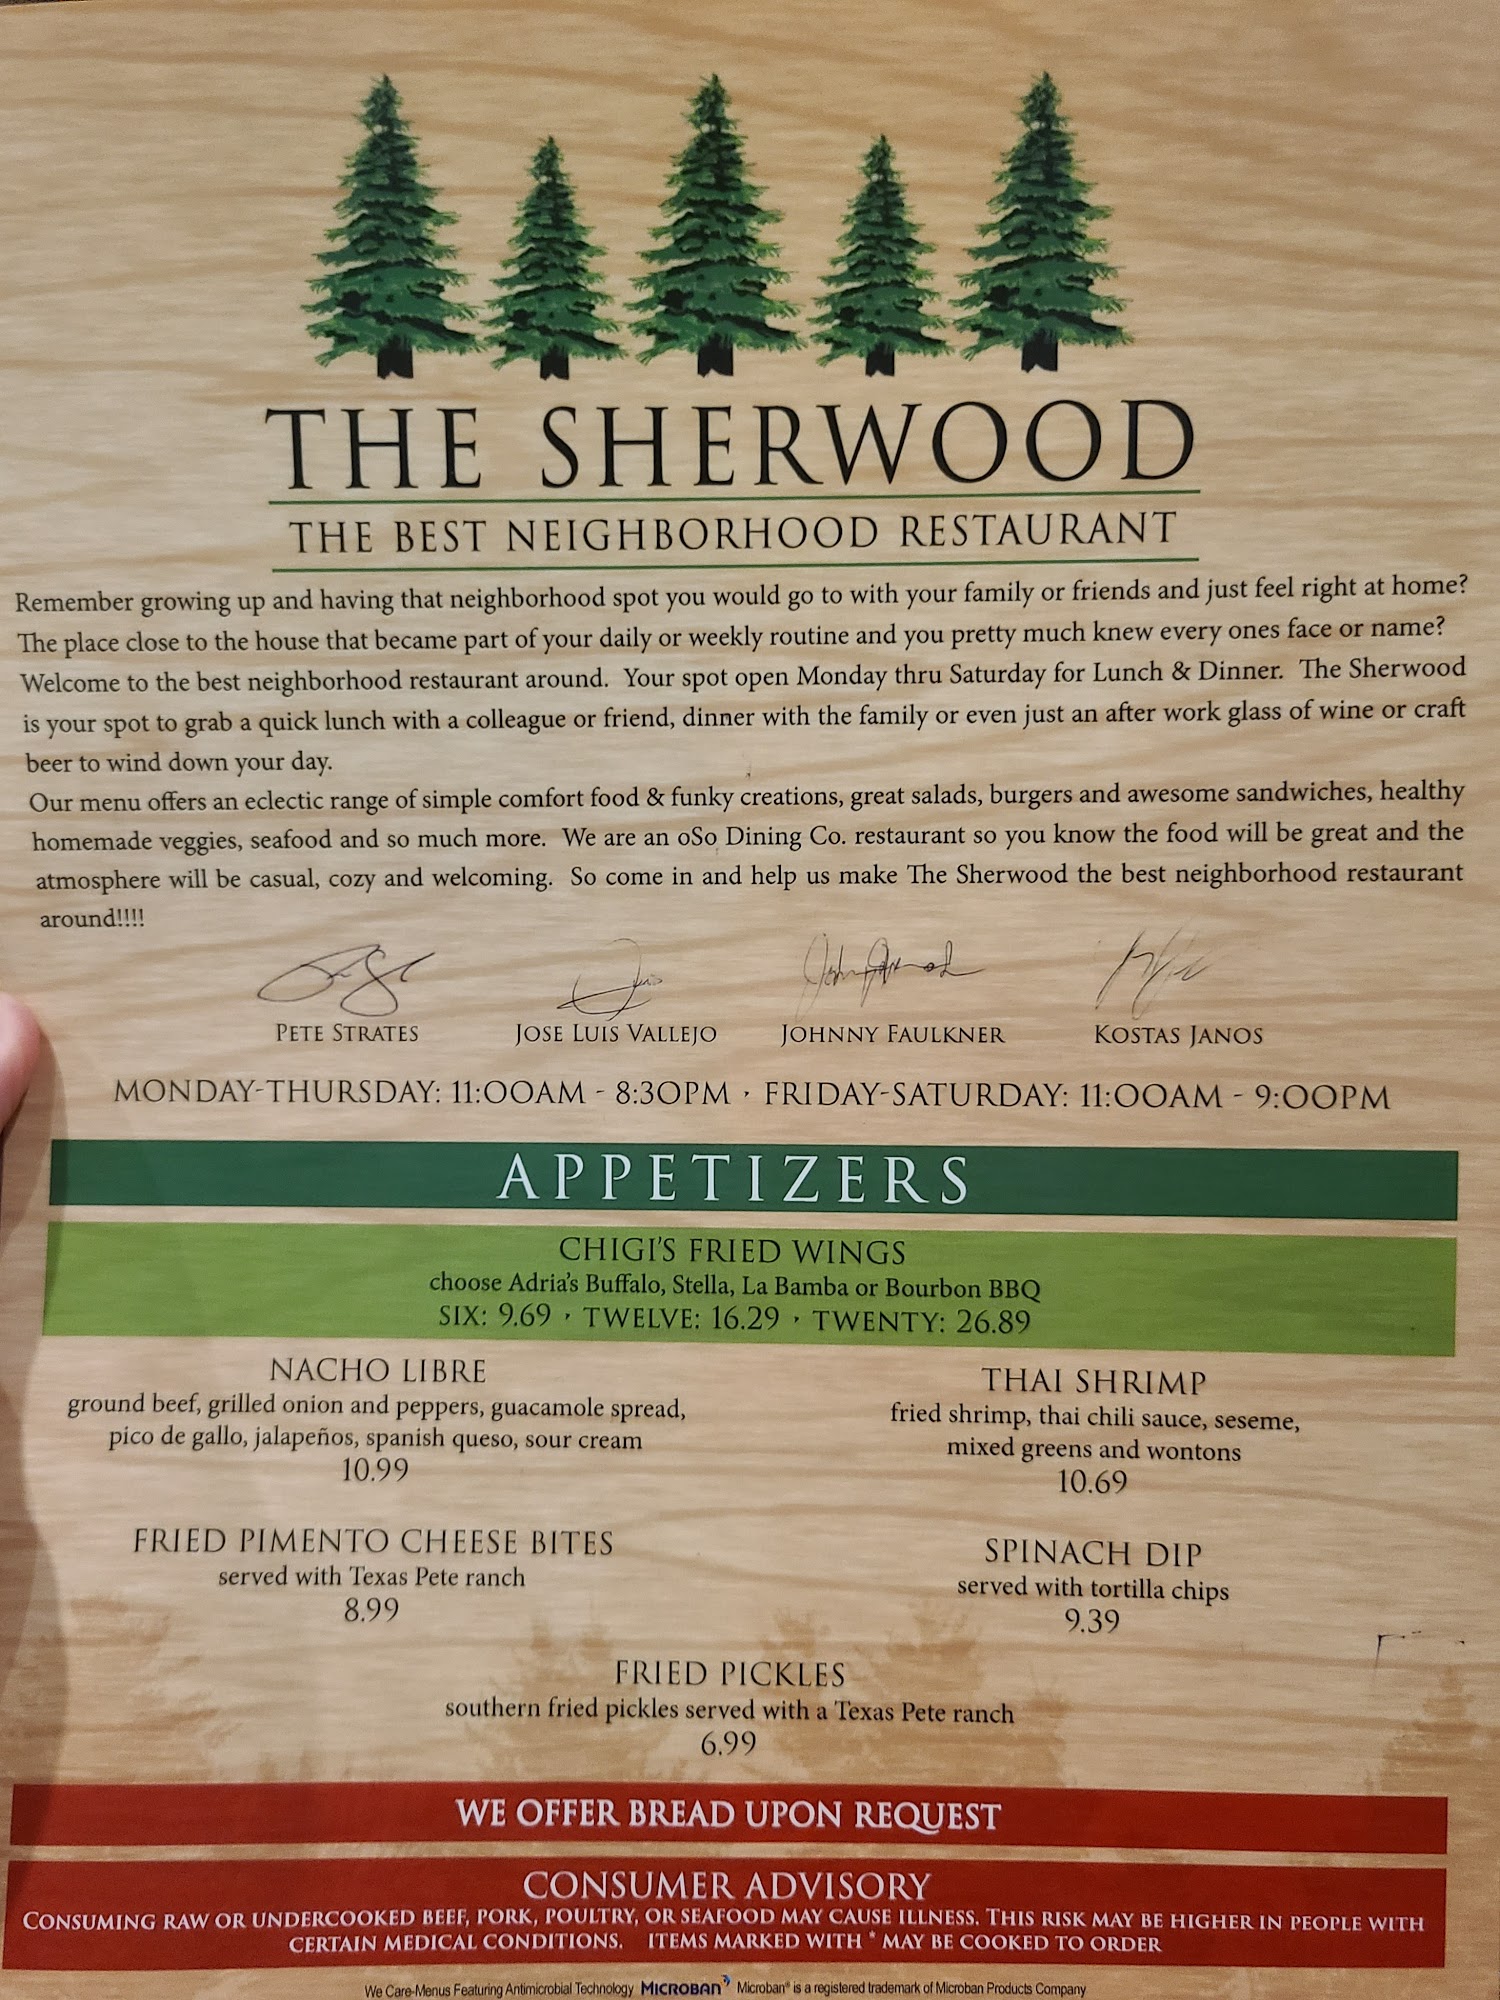 THE SHERWOOD
THE BEST NEIGHBORHOOD RESTAURANT
Remember growing up and having that neighborhood spot you would go to with your family or friends and just feel right at home?
The place close to the house that became part of your daily or weekly routine and you pretty much knew every ones face or name?
Welcome to the best neighborhood restaurant around. Your spot open Monday thru Saturday for Lunch & Dinner. The Sherwood
is your spot to grab a quick lunch with a colleague or friend, dinner with the family or even just an after work glass of wine or craft
beer to wind down your day.
Our menu offers an eclectic range of simple comfort food & funky creations, great salads, burgers and awesome sandwiches, healthy
homemade veggies, seafood and so much more. We are an oSo Dining Co. restaurant so you know the food will be great and the
atmosphere will be casual, cozy and welcoming. So come in and help us make The Sherwood the best neighborhood restaurant
around!!!!
PETE STRATES JOSE LUIS VALLEJO JOHNNY FAULKNER KOSTAS JANOS
MONDAY-THURSDAY: 11:00AM - 8:30PM · FRIDAY-SATURDAY: 11:00AM - 9:00PM
APPETIZERS
CHIGI'S FRIED WINGS
choose Adria's Buffalo, Stella, La Bamba or Bourbon BBQ
SIX: 9.69 · TWELVE: 16.29 · TWENTY: 26.89
NACHO LIBRE
ground beef, grilled onion and peppers, guacamole spread,
pico de gallo, jalapeños, spanish queso, sour cream
10.99
THAI SHRIMP
fried shrimp, thai chili sauce, seseme,
mixed greens and wontons
10.69
FRIED PIMENTO CHEESE BITES
served with Texas Pete ranch
8.99
SPINACH DIP
served with tortilla chips
9.39
FRIED PICKLES
southern fried pickles served with a Texas Pete ranch
6.99
WE OFFER BREAD UPON REQUEST
CONSUMER ADVISORY
CONSUMING RAW OR UNDERCOOKED BEEF, PORK, POULTRY, OR SEAFOOD MAY CAUSE ILLNESS. THIS RISK MAY BE HIGHER IN PEOPLE WITH
CERTAIN MEDICAL CONDITIONS. ITEMS MARKED WITH * MAY BE COOKED TO ORDER
We Care-Menus Featuring Antimicrobial Technology MICROBAN Microban® is a registered trademark of Microban Products Company